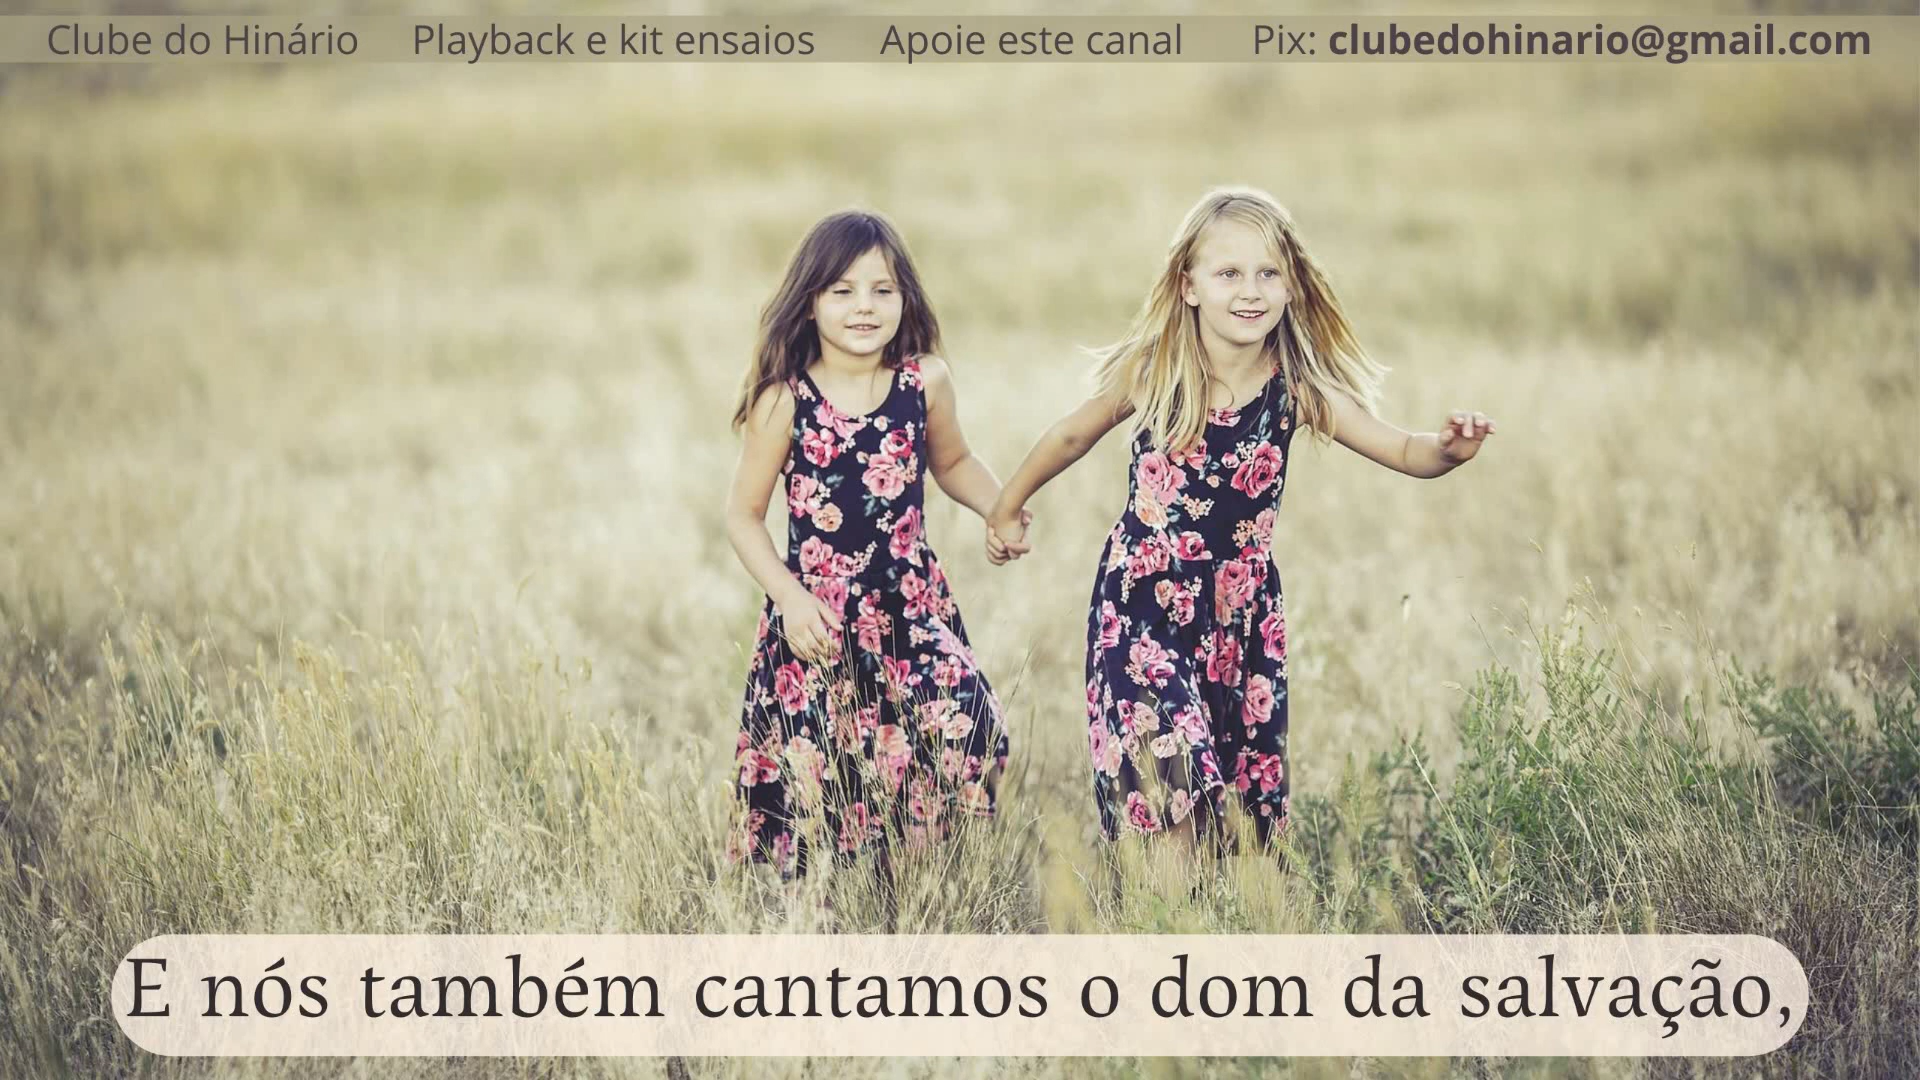 Clube do Hinário Playback e kit ensaios Apoie este canal Pix: clubedohinario@gmail.com
E nós também cantamos o dom da salvação,